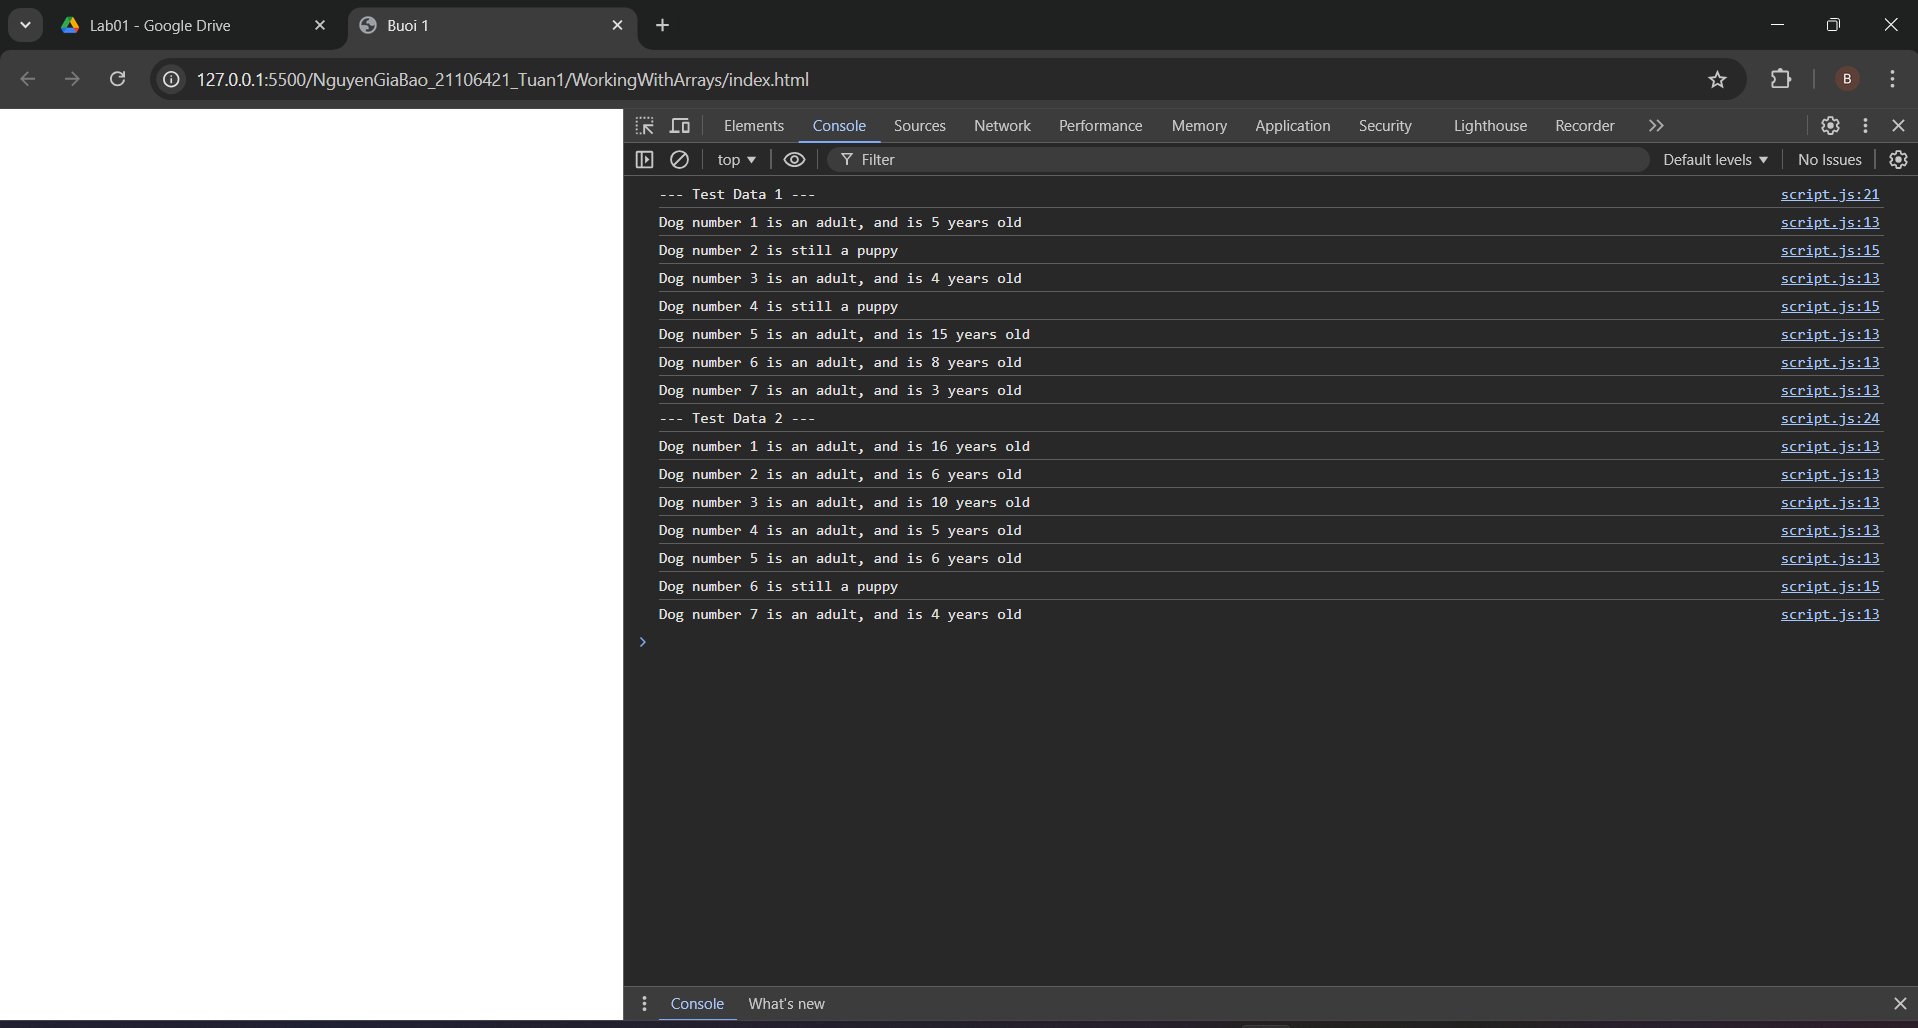 Lab01 - Google Drive
Buoi 1
127.0.0.1:5500/NguyenGiaBao_21106421_Tuan1/WorkingWithArrays/index.html
B
Elements Console Sources Network Performance Memory Application Security Lighthouse Recorder
top Filter Default levels No Issues
--- Test Data 1 --- script.js:21
Dog number 1 is an adult, and is 5 years old script.js:13
Dog number 2 is still a puppy script.js:15
Dog number 3 is an adult, and is 4 years old script.js:13
Dog number 4 is still a puppy script.js:15
Dog number 5 is an adult, and is 15 years old script.js:13
Dog number 6 is an adult, and is 8 years old script.js:13
Dog number 7 is an adult, and is 3 years old script.js:13
--- Test Data 2 --- script.js:24
Dog number 1 is an adult, and is 16 years old script.js:13
Dog number 2 is an adult, and is 6 years old script.js:13
Dog number 3 is an adult, and is 10 years old script.js:13
Dog number 4 is an adult, and is 5 years old script.js:13
Dog number 5 is an adult, and is 6 years old script.js:13
Dog number 6 is still a puppy script.js:15
Dog number 7 is an adult, and is 4 years old script.js:13
Console What's new